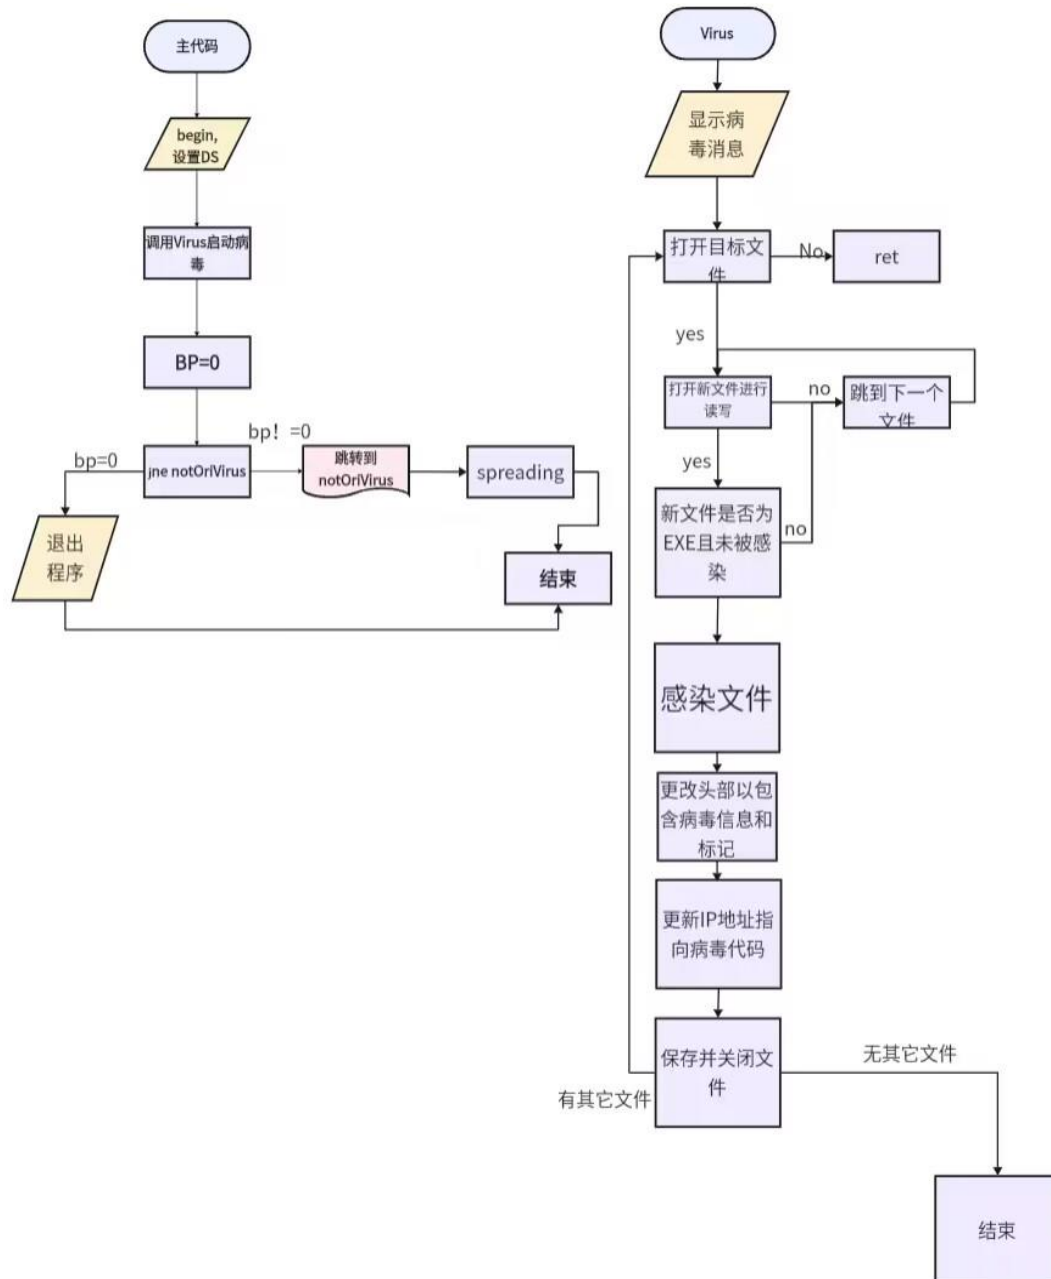 主代码
begin,
设置DS
调用Virus启动病
毒
BP=0
jne notOriVirus
bp=0
bp！=0
跳转到
notOriVirus
spreading
退出
程序
结束
Virus
显示病
毒消息
打开目标文
件
No
ret
yes
打开新文件进行
读写
no
跳到下一个
文件
yes
新文件是否为
EXE且未被感
染
no
感染文件
更改头部以包
含病毒信息和
标记
更新IP地址指
向病毒代码
保存并关闭文
件
有其它文件
无其它文件
结束